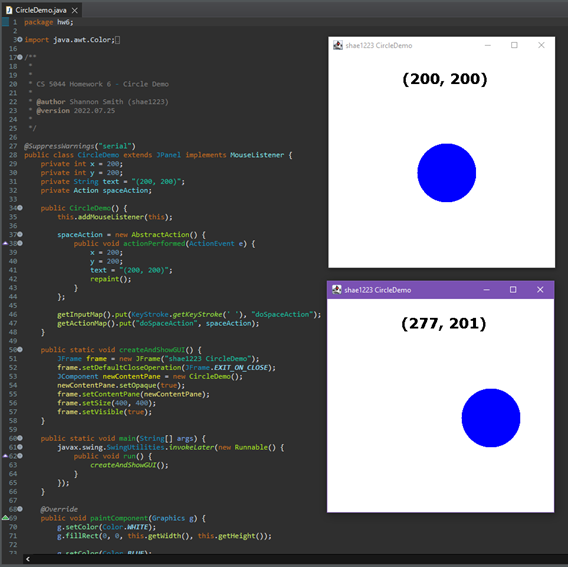 CircleDemo.java
1 package hw6;
2
3 import java.awt.Color;
16
17 /**
18 *
19 *
20 * CS 5044 Homework 6 - Circle Demo
21 *
22 * @author Shannon Smith (shae1223)
23 * @version 2022.07.25
24 *
25 */
26
27 @SuppressWarnings("serial")
28 public class CircleDemo extends JPanel implements MouseListener {
29 private int x = 200;
30 private int y = 200;
31 private String text = "(200, 200)";
32 private Action spaceAction;
33
34 public CircleDemo() {
35 this.addMouseListener(this);
36
37 spaceAction = new AbstractAction() {
38 public void actionPerformed(ActionEvent e) {
39 x = 200;
40 y = 200;
41 text = "(200, 200)";
42 repaint();
43 }
44 };
45
46 getInputMap().put(KeyStroke.getKeyStroke(' '), "doSpaceAction");
47 getActionMap().put("doSpaceAction", spaceAction);
48 }
49
50 public static void createAndShowGUI() {
51 JFrame frame = new JFrame("shae1223 CircleDemo");
52 frame.setDefaultCloseOperation(JFrame.EXIT_ON_CLOSE);
53 JComponent newContentPane = new CircleDemo();
54 newContentPane.setOpaque(true);
55 frame.setContentPane(newContentPane);
56 frame.setSize(400, 400);
57 frame.setVisible(true);
58 }
59
60 public static void main(String[] args) {
61 javax.swing.SwingUtilities.invokeLater(new Runnable() {
62 public void run() {
63 createAndShowGUI();
64 }
65 });
66 }
67
68 @Override
69 public void paintComponent(Graphics g) {
70 g.setColor(Color.WHITE);
71 g.fillRect(0, 0, this.getWidth(), this.getHeight());
72
73 g.setColor(Color.BLUE);
shae1223 CircleDemo
(200, 200)
shae1223 CircleDemo
(277, 201)